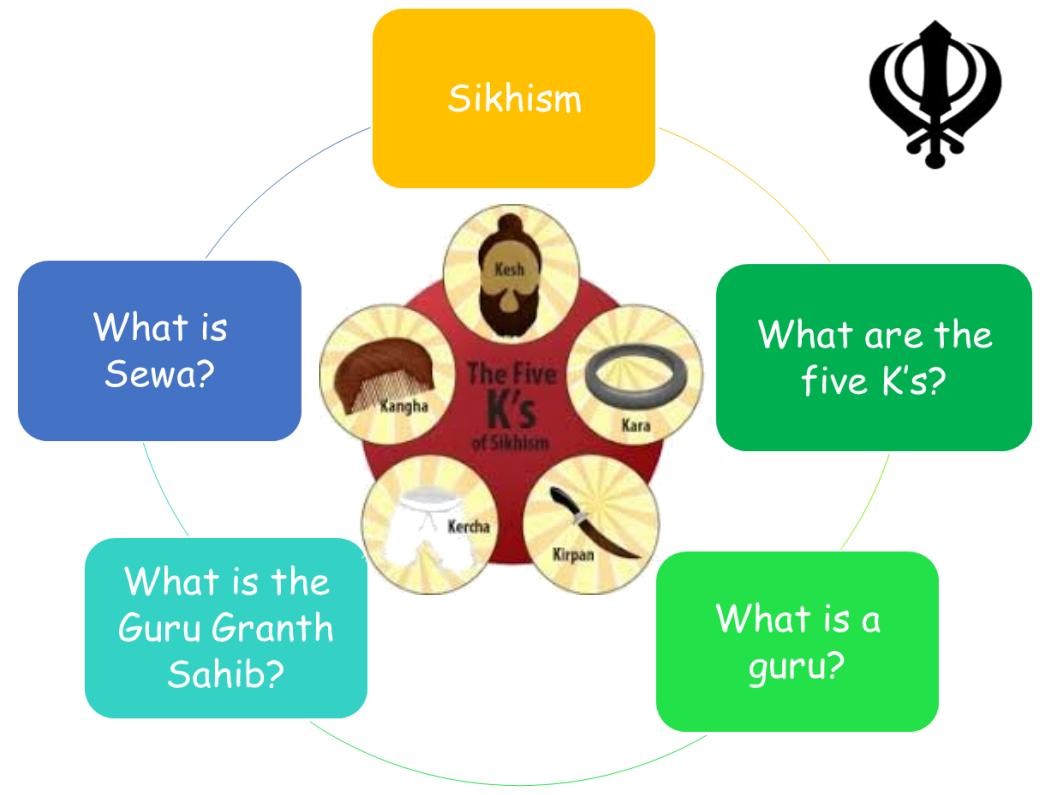 Sikhism
What are the
five K's?
What is a
guru?
What is the
Guru Granth
Sahib?
What is
Sewa?
Kesh
Kangha
The Five
K's
of Sikhism
Kara
Kercha
Kirpan